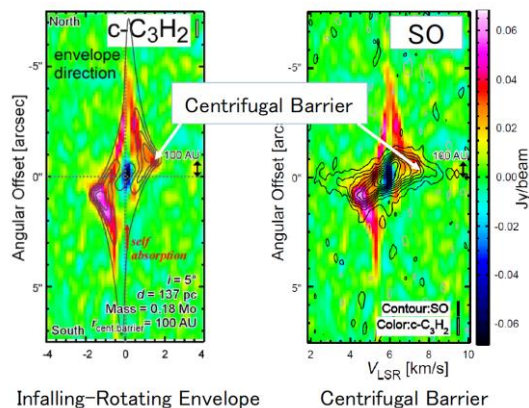 c-C₃H₂
North
envelope
direction
Centrifugal Barrier
100 AU
self
absorption
i = 5°
d = 137 pc
Mass = 0.18 Mo
r cent barrier = 100 AU
South
Angular Offset [arcsec]
-5"
0"
5"
-4 -2 0 2 4
Infalling-Rotating Envelope
SO
100 AU
Contour:SO
Color:c-C₃H₂
Angular Offset [arcsec]
-5"
0"
5"
2 4 6 8 10
V LSR [km/s]
Centrifugal Barrier
0.06
0.04
0.02
0.00
-0.02
-0.04
-0.06
Jy/beam